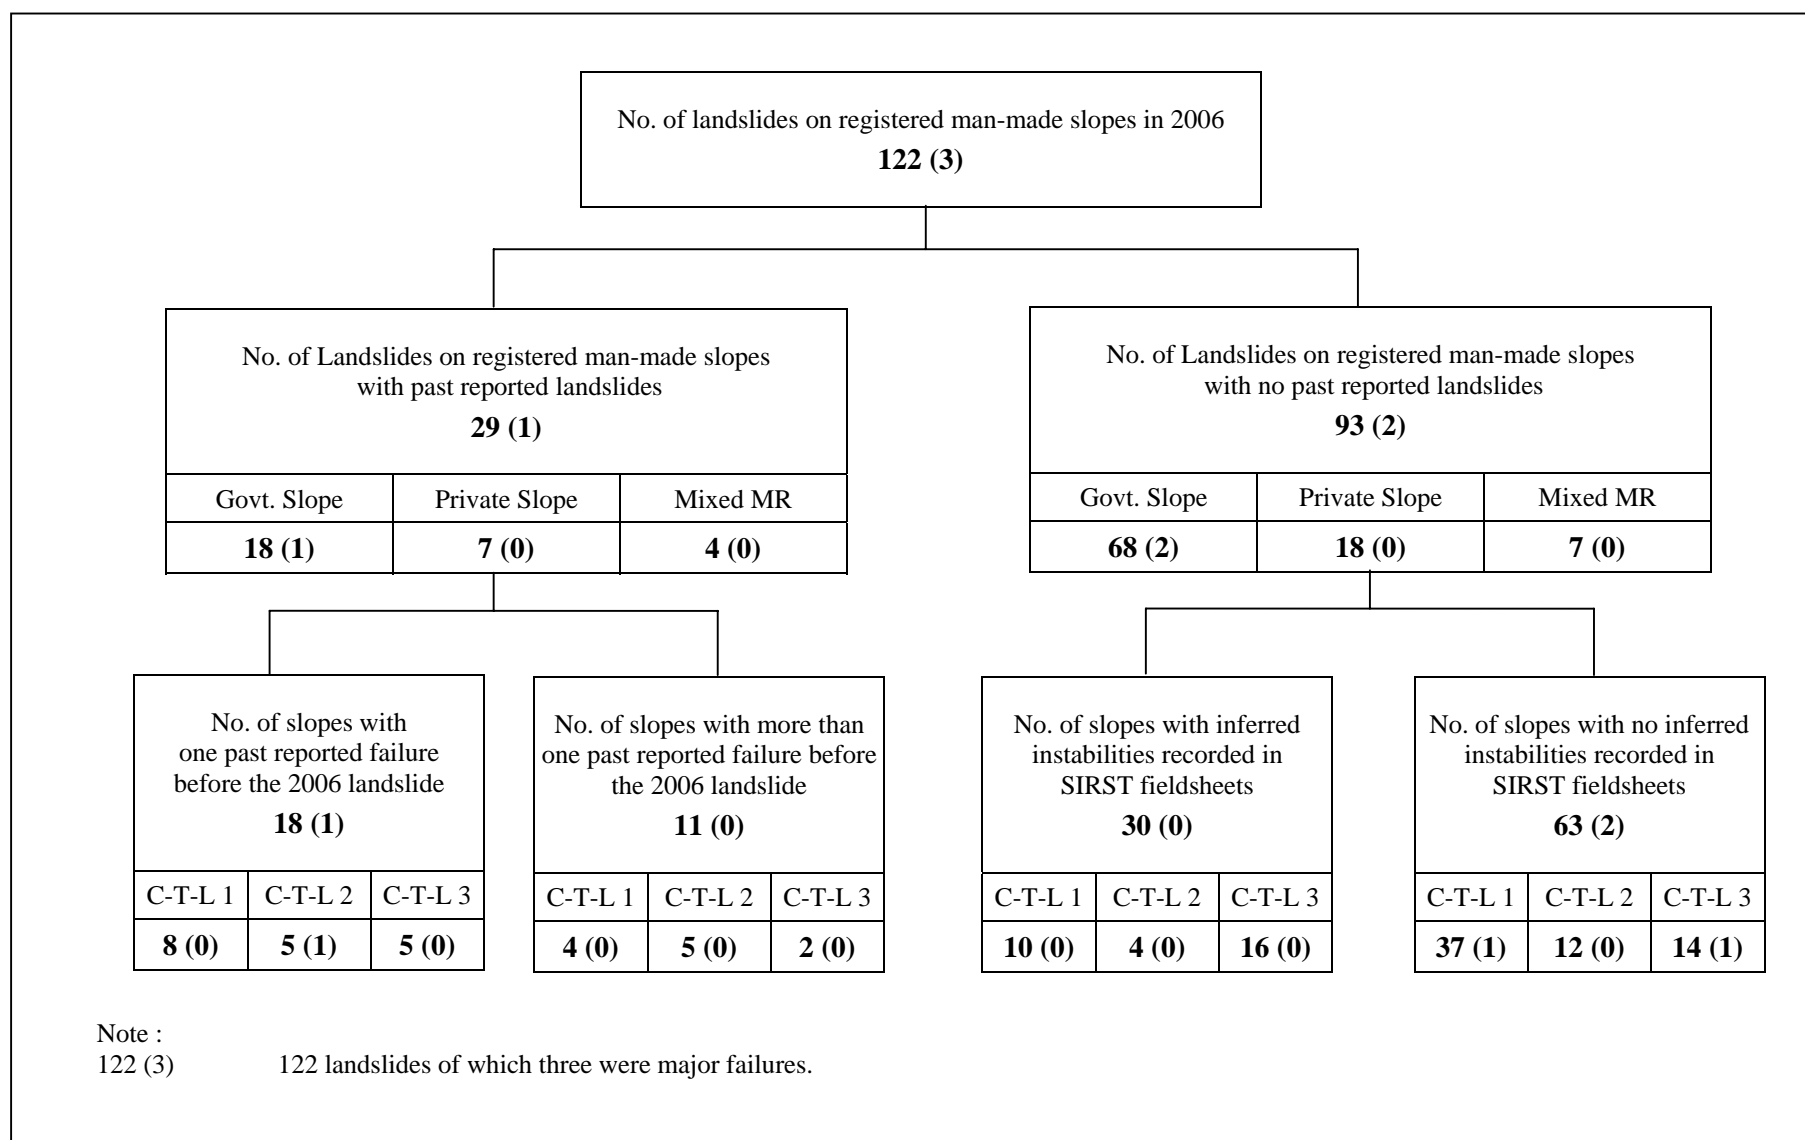 No. of landslides on registered man-made slopes in 2006
122 (3)
No. of Landslides on registered man-made slopes
with past reported landslides
29 (1)
Govt. Slope Private Slope Mixed MR
18 (1) 7 (0) 4 (0)
No. of Landslides on registered man-made slopes
with no past reported landslides
93 (2)
Govt. Slope Private Slope Mixed MR
68 (2) 18 (0) 7 (0)
No. of slopes with
one past reported failure
before the 2006 landslide
18 (1)
C-T-L 1 C-T-L 2 C-T-L 3
8 (0) 5 (1) 5 (0)
No. of slopes with more than
one past reported failure before
the 2006 landslide
11 (0)
C-T-L 1 C-T-L 2 C-T-L 3
4 (0) 5 (0) 2 (0)
No. of slopes with inferred
instabilities recorded in
SIRST fieldsheets
30 (0)
C-T-L 1 C-T-L 2 C-T-L 3
10 (0) 4 (0) 16 (0)
No. of slopes with no inferred
instabilities recorded in
SIRST fieldsheets
63 (2)
C-T-L 1 C-T-L 2 C-T-L 3
37 (1) 12 (0) 14 (1)
Note :
122 (3) 122 landslides of which three were major failures.